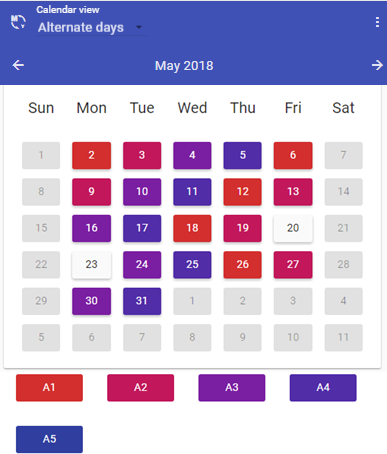 Calendar view
M
Y
Alternate days
May 2018
Sun Mon Tue Wed Thu Fri Sat
1 2 3 4 5 6 7
8 9 10 11 12 13 14
15 16 17 18 19 20 21
22 23 24 25 26 27 28
29 30 31 1 2 3 4
5 6 7 8 9 10 11
A1 A2 A3 A4
A5